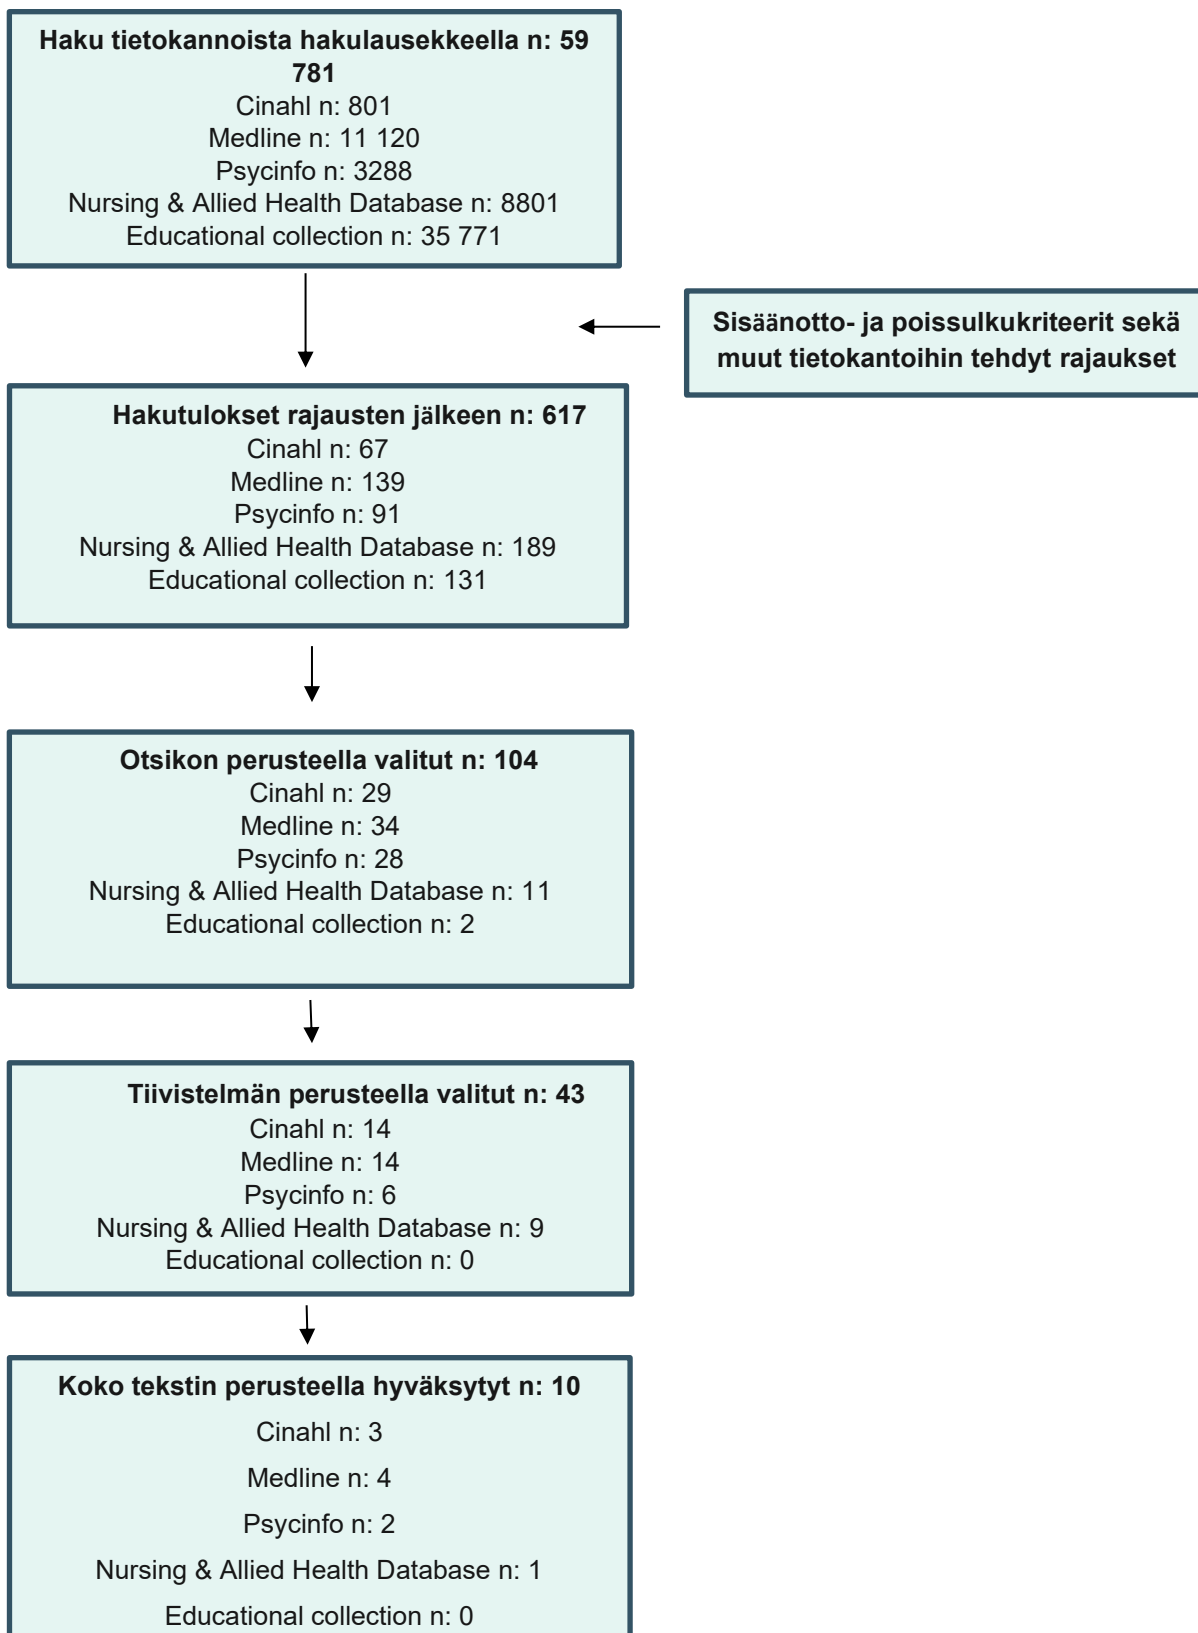 Haku tietokannoista hakulausekkeella n: 59
781
Cinahl n: 801
Medline n: 11 120
Psycinfo n: 3288
Nursing & Allied Health Database n: 8801
Educational collection n: 35 771
Sisäänotto- ja poissulkukriteerit sekä
muut tietokantoihin tehdyt rajaukset
Hakutulokset rajausten jälkeen n: 617
Cinahl n: 67
Medline n: 139
Psycinfo n: 91
Nursing & Allied Health Database n: 189
Educational collection n: 131
Otsikon perusteella valitut n: 104
Cinahl n: 29
Medline n: 34
Psycinfo n: 28
Nursing & Allied Health Database n: 11
Educational collection n: 2
Tiivistelmän perusteella valitut n: 43
Cinahl n: 14
Medline n: 14
Psycinfo n: 6
Nursing & Allied Health Database n: 9
Educational collection n: 0
Koko tekstin perusteella hyväksytyt n: 10
Cinahl n: 3
Medline n: 4
Psycinfo n: 2
Nursing & Allied Health Database n: 1
Educational collection n: 0